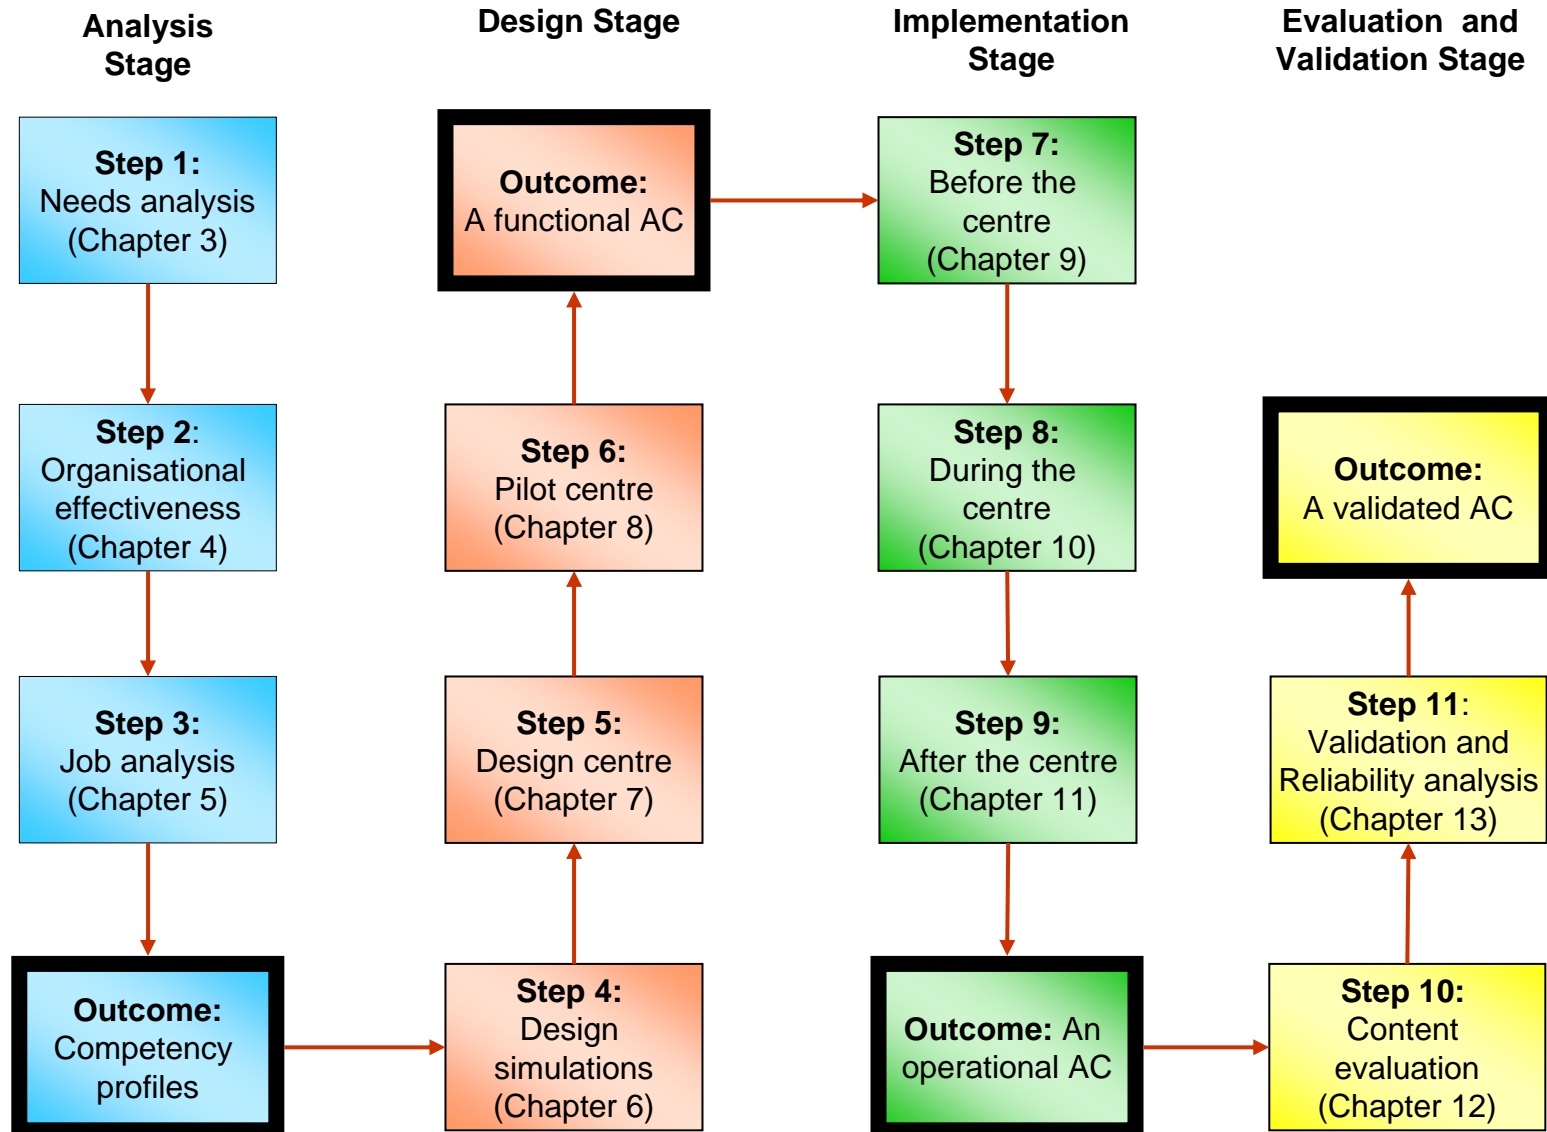 Analysis
Stage
Design Stage
Implementation
Stage
Evaluation and
Validation Stage
Step 1:
Needs analysis
(Chapter 3)
Step 2:
Organisational
effectiveness
(Chapter 4)
Step 3:
Job analysis
(Chapter 5)
Outcome:
Competency
profiles
Outcome:
A functional AC
Step 6:
Pilot centre
(Chapter 8)
Step 5:
Design centre
(Chapter 7)
Step 4:
Design
simulations
(Chapter 6)
Step 7:
Before the
centre
(Chapter 9)
Step 8:
During the
centre
(Chapter 10)
Step 9:
After the centre
(Chapter 11)
Outcome: An
operational AC
Outcome:
A validated AC
Step 11:
Validation and
Reliability analysis
(Chapter 13)
Step 10:
Content
evaluation
(Chapter 12)